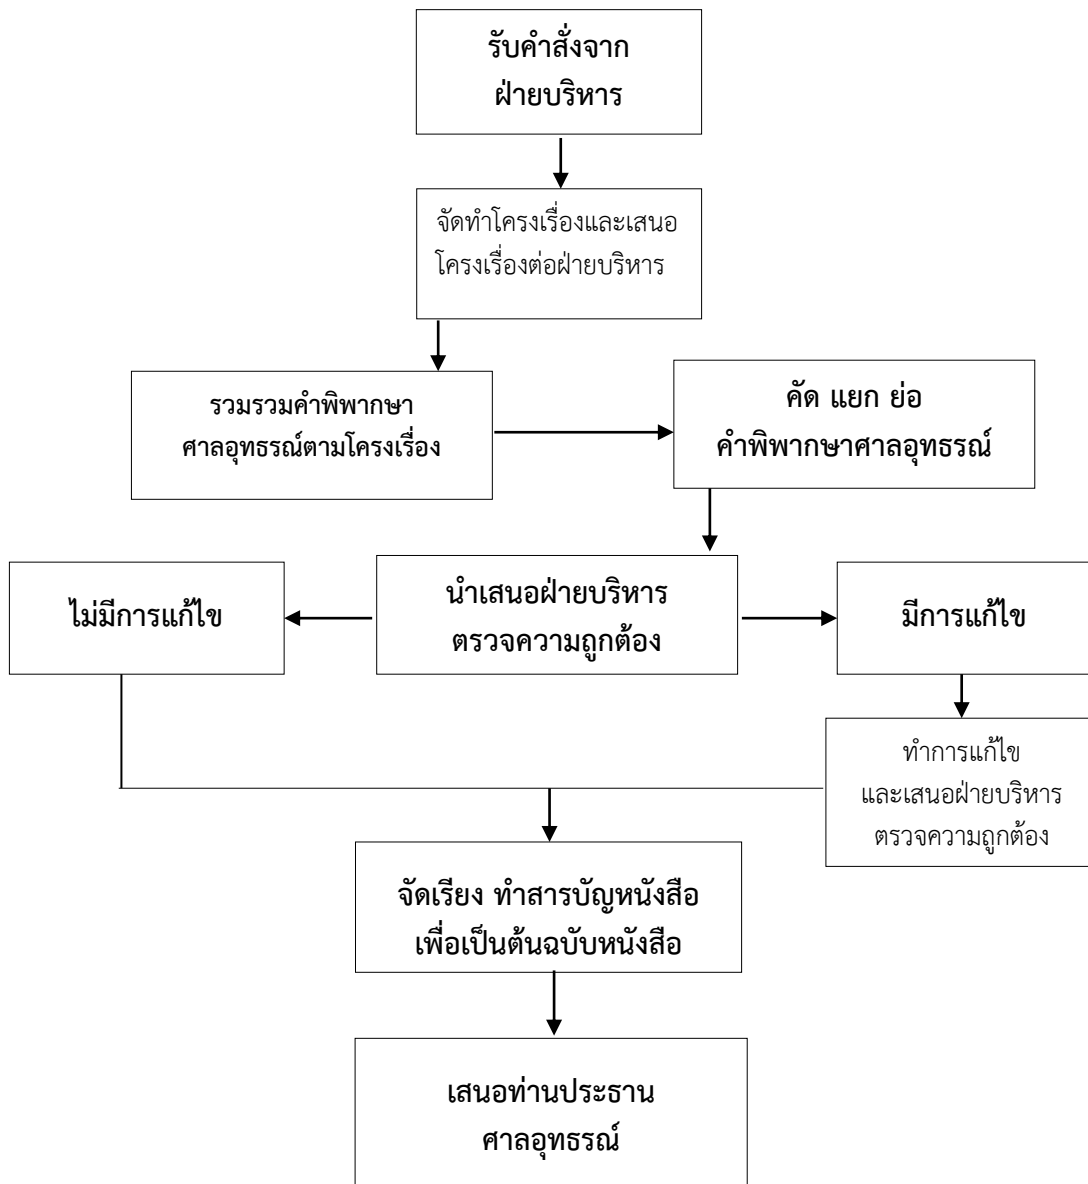 รับคำสั่งจาก
ฝ่ายบริหาร
จัดทำโครงเรื่องและเสนอ
โครงเรื่องต่อฝ่ายบริหาร
รวมรวมคำพิพากษา
ศาลอุทธรณ์ตามโครงเรื่อง
คัด แยก ย่อ
คำพิพากษาศาลอุทธรณ์
ไม่มีการแก้ไข
นำเสนอฝ่ายบริหาร
ตรวจความถูกต้อง
มีการแก้ไข
ทำการแก้ไข
และเสนอฝ่ายบริหาร
ตรวจความถูกต้อง
จัดเรียง ทำสารบัญหนังสือ
เพื่อเป็นต้นฉบับหนังสือ
เสนอท่านประธาน
ศาลอุทธรณ์